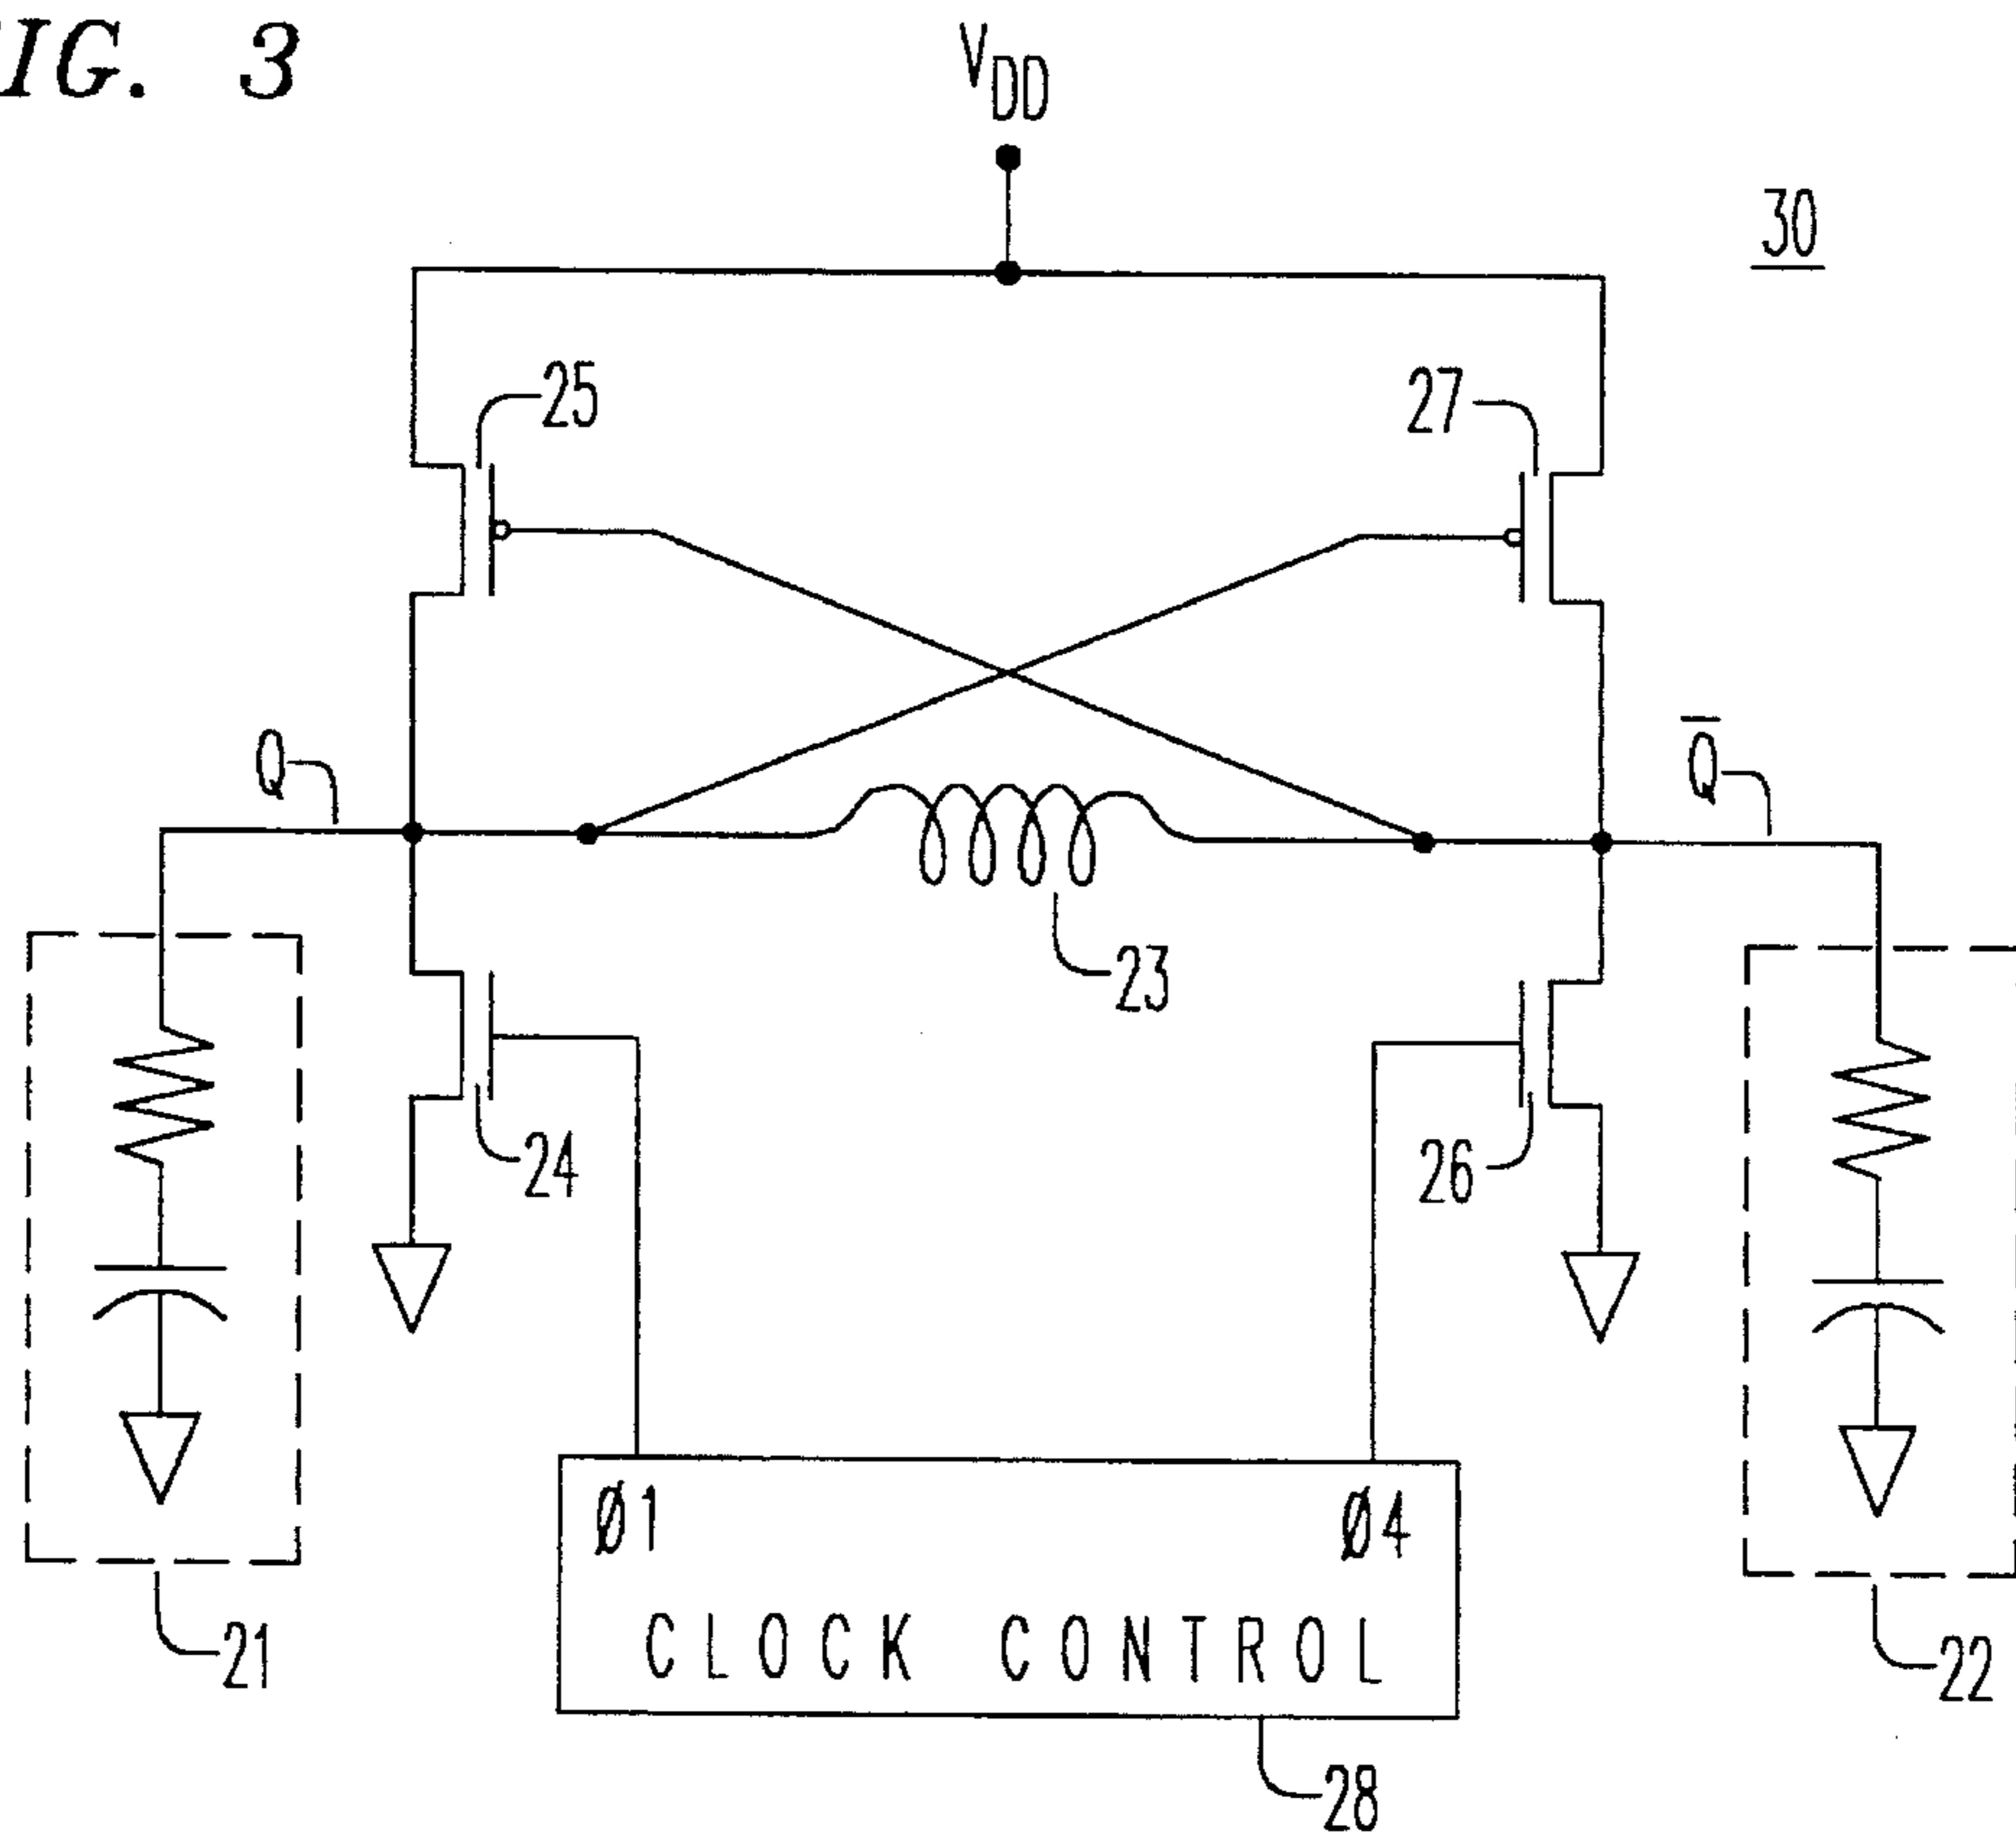 IG. 3
VDD
30
25
27
Q
Q̅
23
24
26
Ø1
Ø4
CLOCK CONTROL
21
22
28